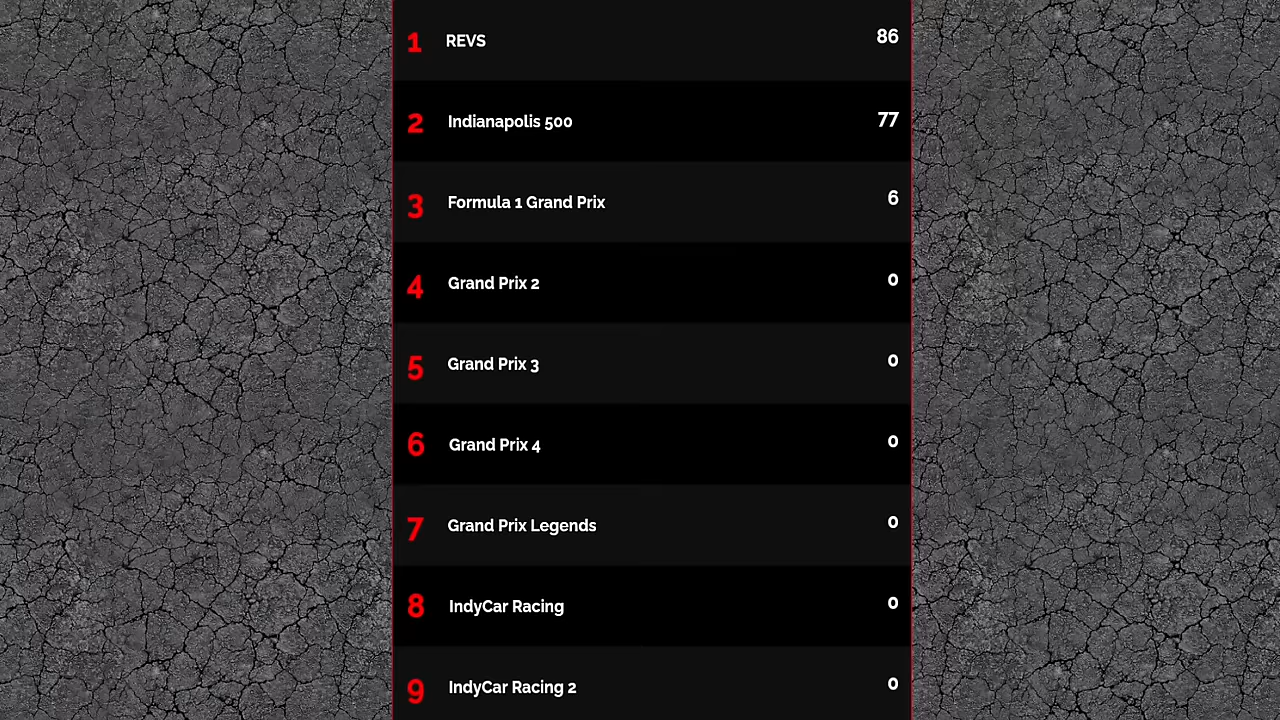 1 REVS 86
2 Indianapolis 500 77
3 Formula 1 Grand Prix 6
4 Grand Prix 2 0
5 Grand Prix 3 0
6 Grand Prix 4 0
7 Grand Prix Legends 0
8 IndyCar Racing 0
9 IndyCar Racing 2 0